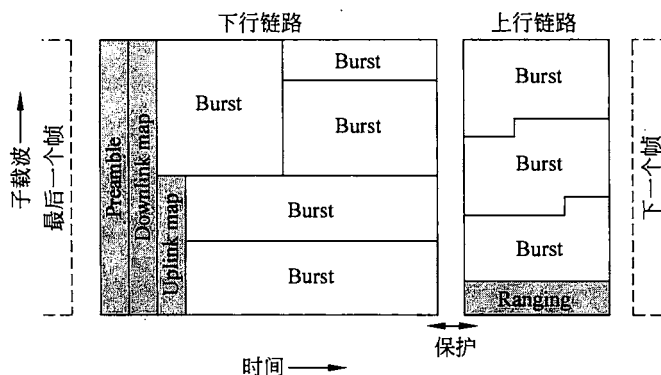 下行链路
上行链路
子载波
最后一个帧
Preamble
Downlink map
Uplink map
Burst
Burst
Burst
Burst
Burst
Burst
Burst
Burst
Ranging
下一个帧
保护
时间